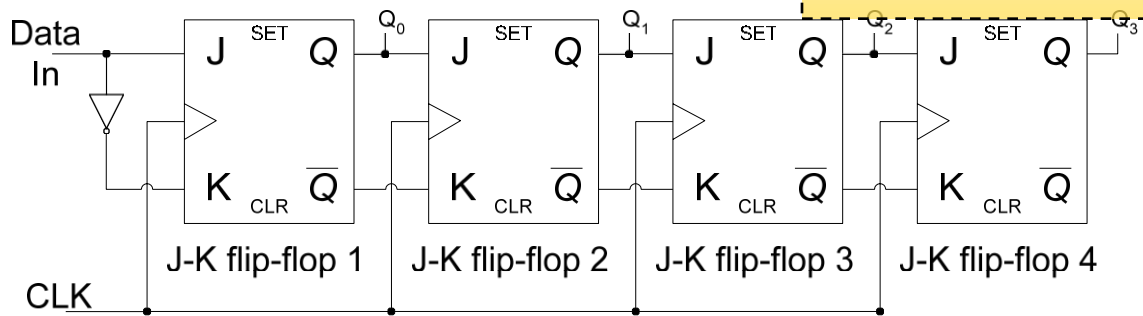 Data
In
CLK
SET
J
Q
K
CLR
Q̅
J-K flip-flop 1
Q0
SET
J
Q
K
CLR
Q̅
J-K flip-flop 2
Q1
SET
J
Q
K
CLR
Q̅
J-K flip-flop 3
Q2
SET
J
Q
K
CLR
Q̅
J-K flip-flop 4
Q3